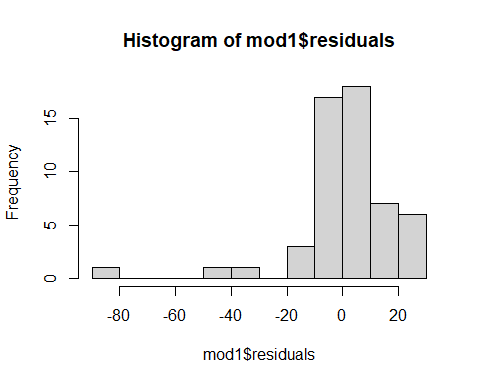 Histogram of mod1$residuals
Frequency
15
10
5
0
-80 -60 -40 -20 0 20
mod1$residuals